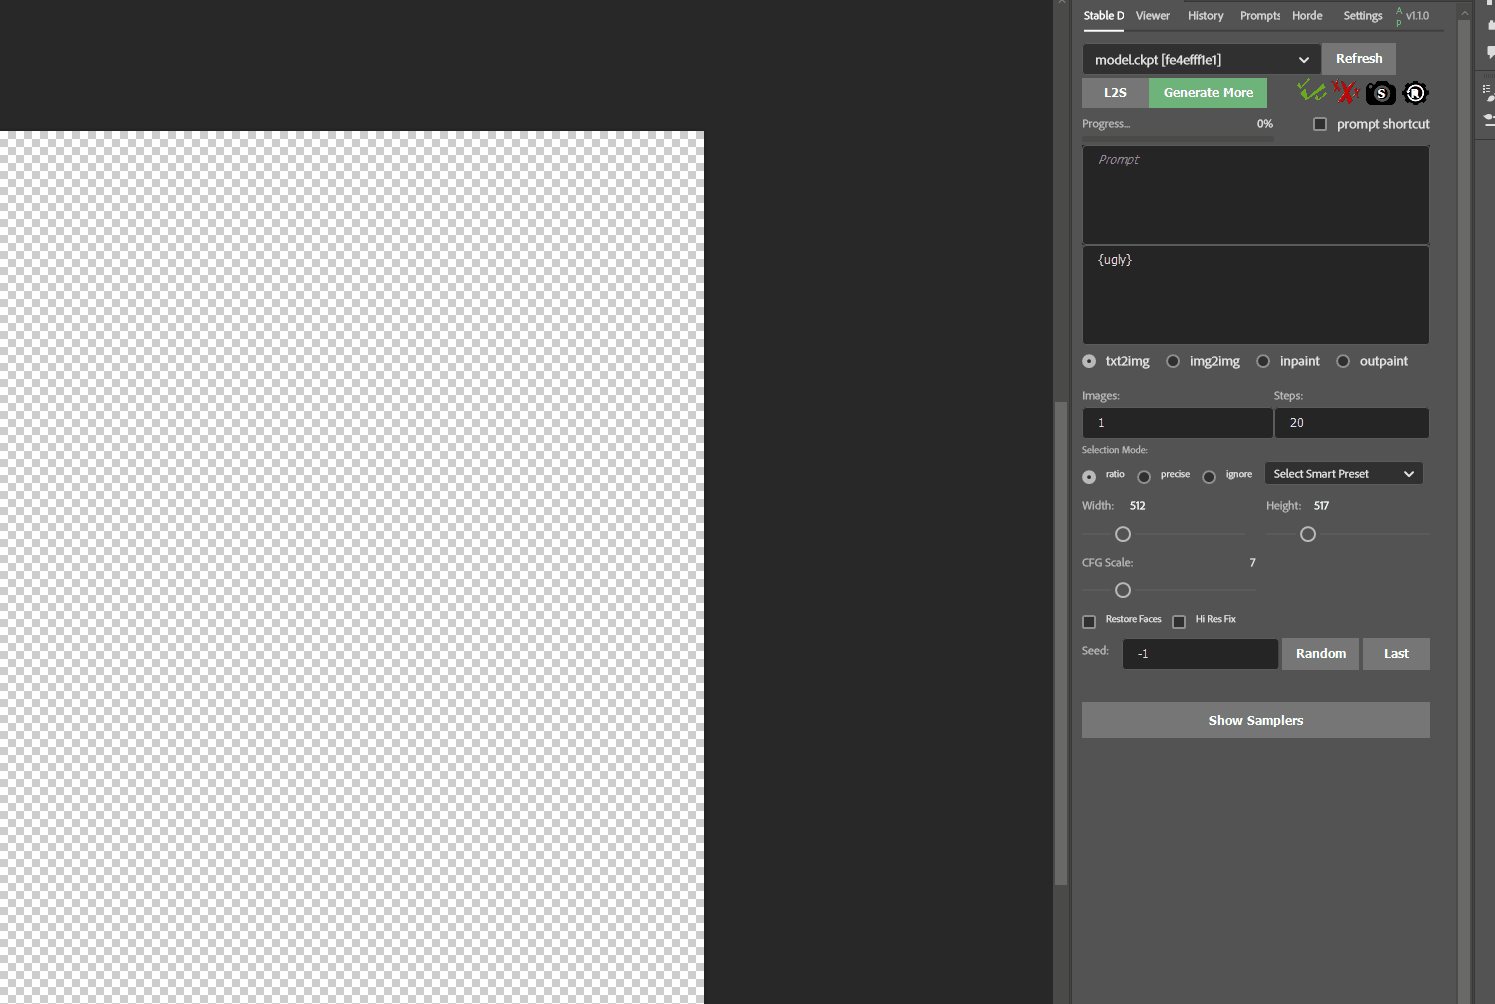 Stable D Viewer History Prompts Horde Settings A p v1.1.0
model.ckpt [fe4efff1e1] Refresh
L2S Generate More
Progress... 0% prompt shortcut
Prompt
{ugly}
txt2img img2img inpaint outpaint
Images: Steps:
1 20
Selection Mode:
ratio precise ignore Select Smart Preset
Width: 512 Height: 517
CFG Scale: 7
Restore Faces Hi Res Fix
Seed: -1 Random Last
Show Samplers